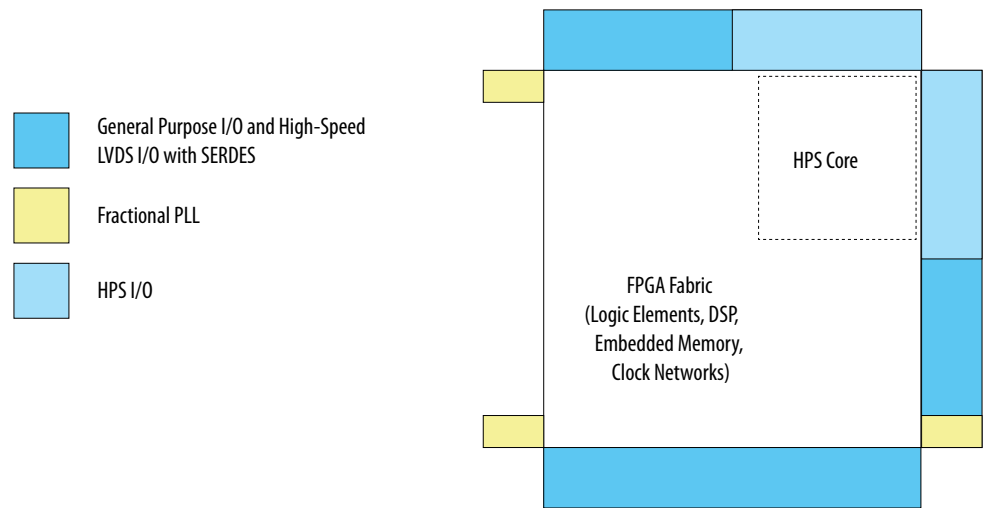 General Purpose I/O and High-Speed
LVDS I/O with SERDES
Fractional PLL
HPS I/O
HPS Core
FPGA Fabric
(Logic Elements, DSP,
Embedded Memory,
Clock Networks)